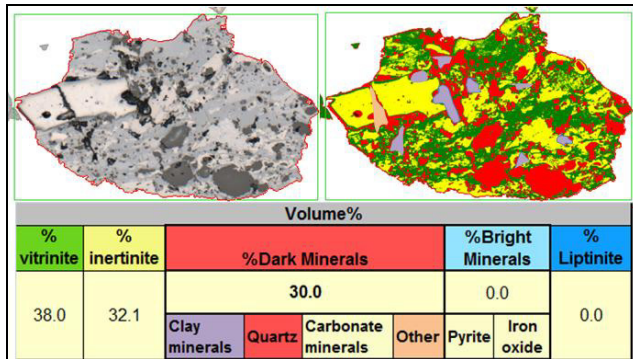 Volume%
% vitrinite
% inertinite
%Dark Minerals
%Bright Minerals
% Liptinite
38.0
32.1
30.0
0.0
0.0
Clay minerals
Quartz
Carbonate minerals
Other
Pyrite
Iron oxide